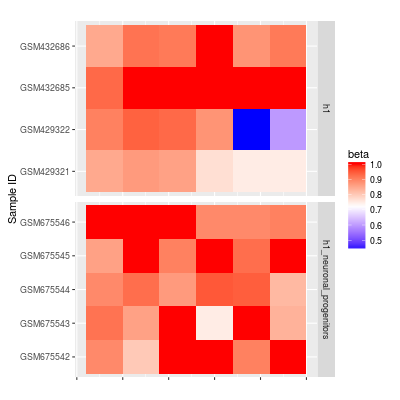 GSM432686
GSM432685
GSM429322
GSM429321
h1
GSM675546
GSM675545
GSM675544
GSM675543
GSM675542
h1_neuronal_progenitors
Sample ID
beta
1.0
0.9
0.8
0.7
0.6
0.5